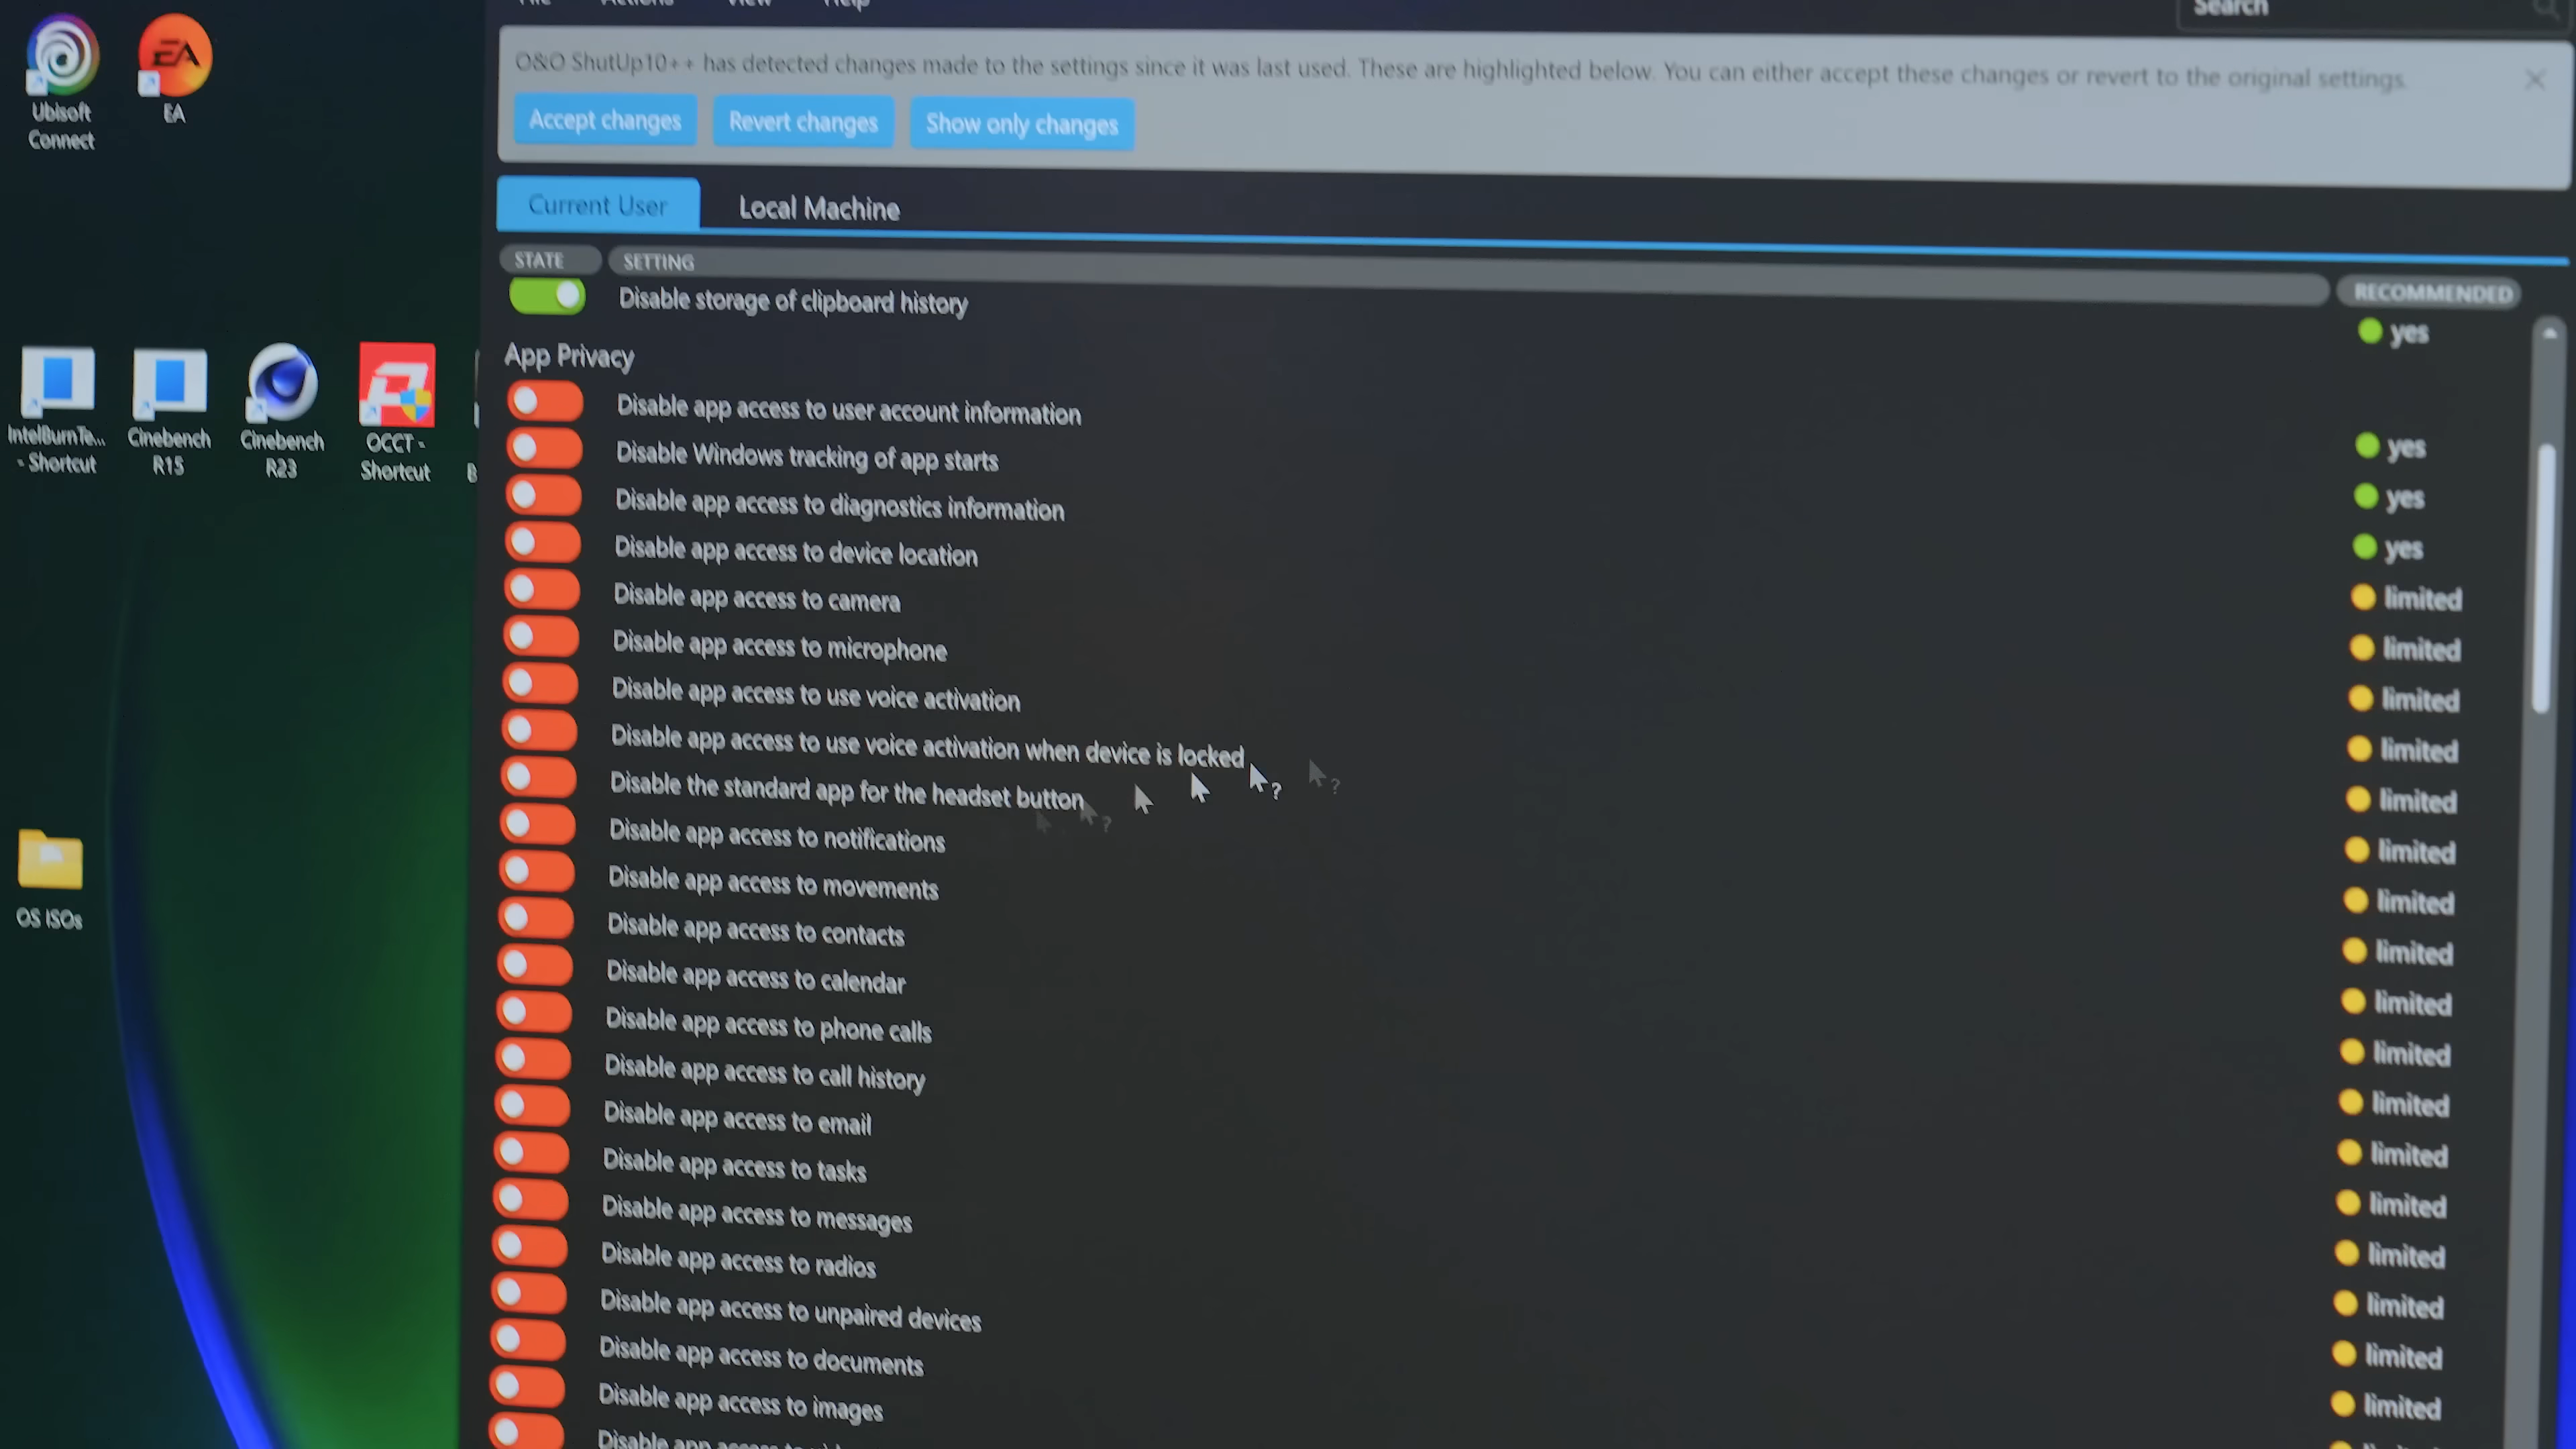 File Actions View Help
Search
O&O ShutUp10++ has detected changes made to the settings since it was last used. These are highlighted below. You can either accept these changes or revert to the original settings.
Accept changes Revert changes Show only changes
Current User Local Machine
STATE SETTING RECOMMENDED
Disable storage of clipboard history yes
App Privacy
Disable app access to user account information yes
Disable Windows tracking of app starts yes
Disable app access to diagnostics information yes
Disable app access to device location limited
Disable app access to camera limited
Disable app access to microphone limited
Disable app access to use voice activation limited
Disable app access to use voice activation when device is locked limited
Disable the standard app for the headset button limited
Disable app access to notifications limited
Disable app access to movements limited
Disable app access to contacts limited
Disable app access to calendar limited
Disable app access to phone calls limited
Disable app access to call history limited
Disable app access to email limited
Disable app access to tasks limited
Disable app access to messages limited
Disable app access to radios limited
Disable app access to unpaired devices limited
Disable app access to documents
Disable app access to images
Disable app access to
Ubisoft
Connect
EA
EA
IntelBurnTe...
- Shortcut
Cinebench
R15
Cinebench
R23
OCCT -
Shortcut
OS ISOs